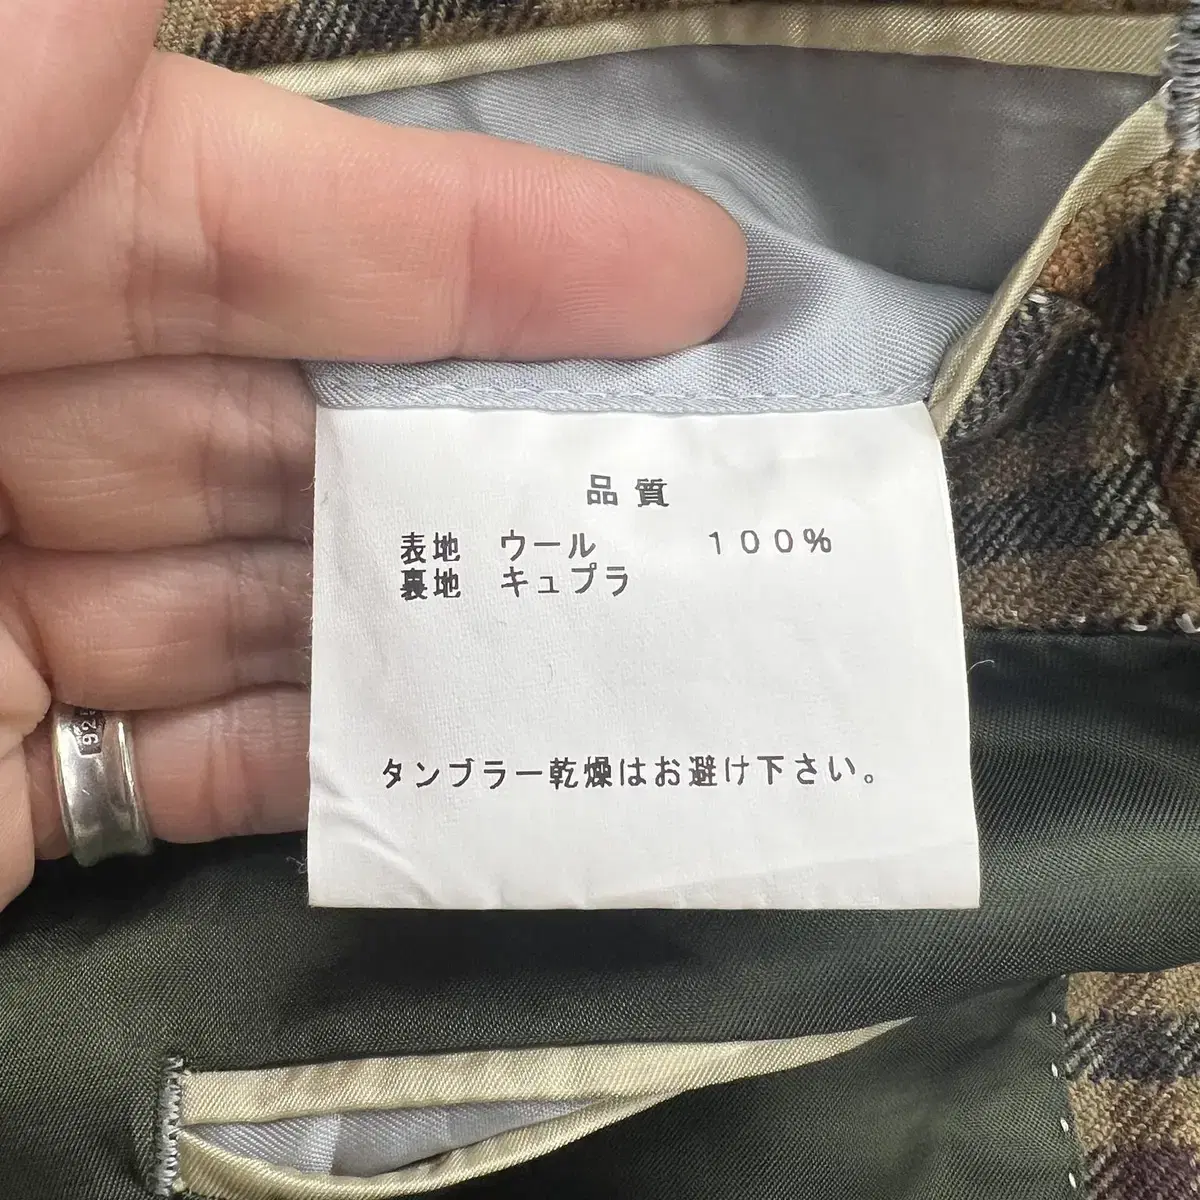 品質
表地 ウール 100%
裏地 キュプラ
タンブラー乾燥はお避け下さい。